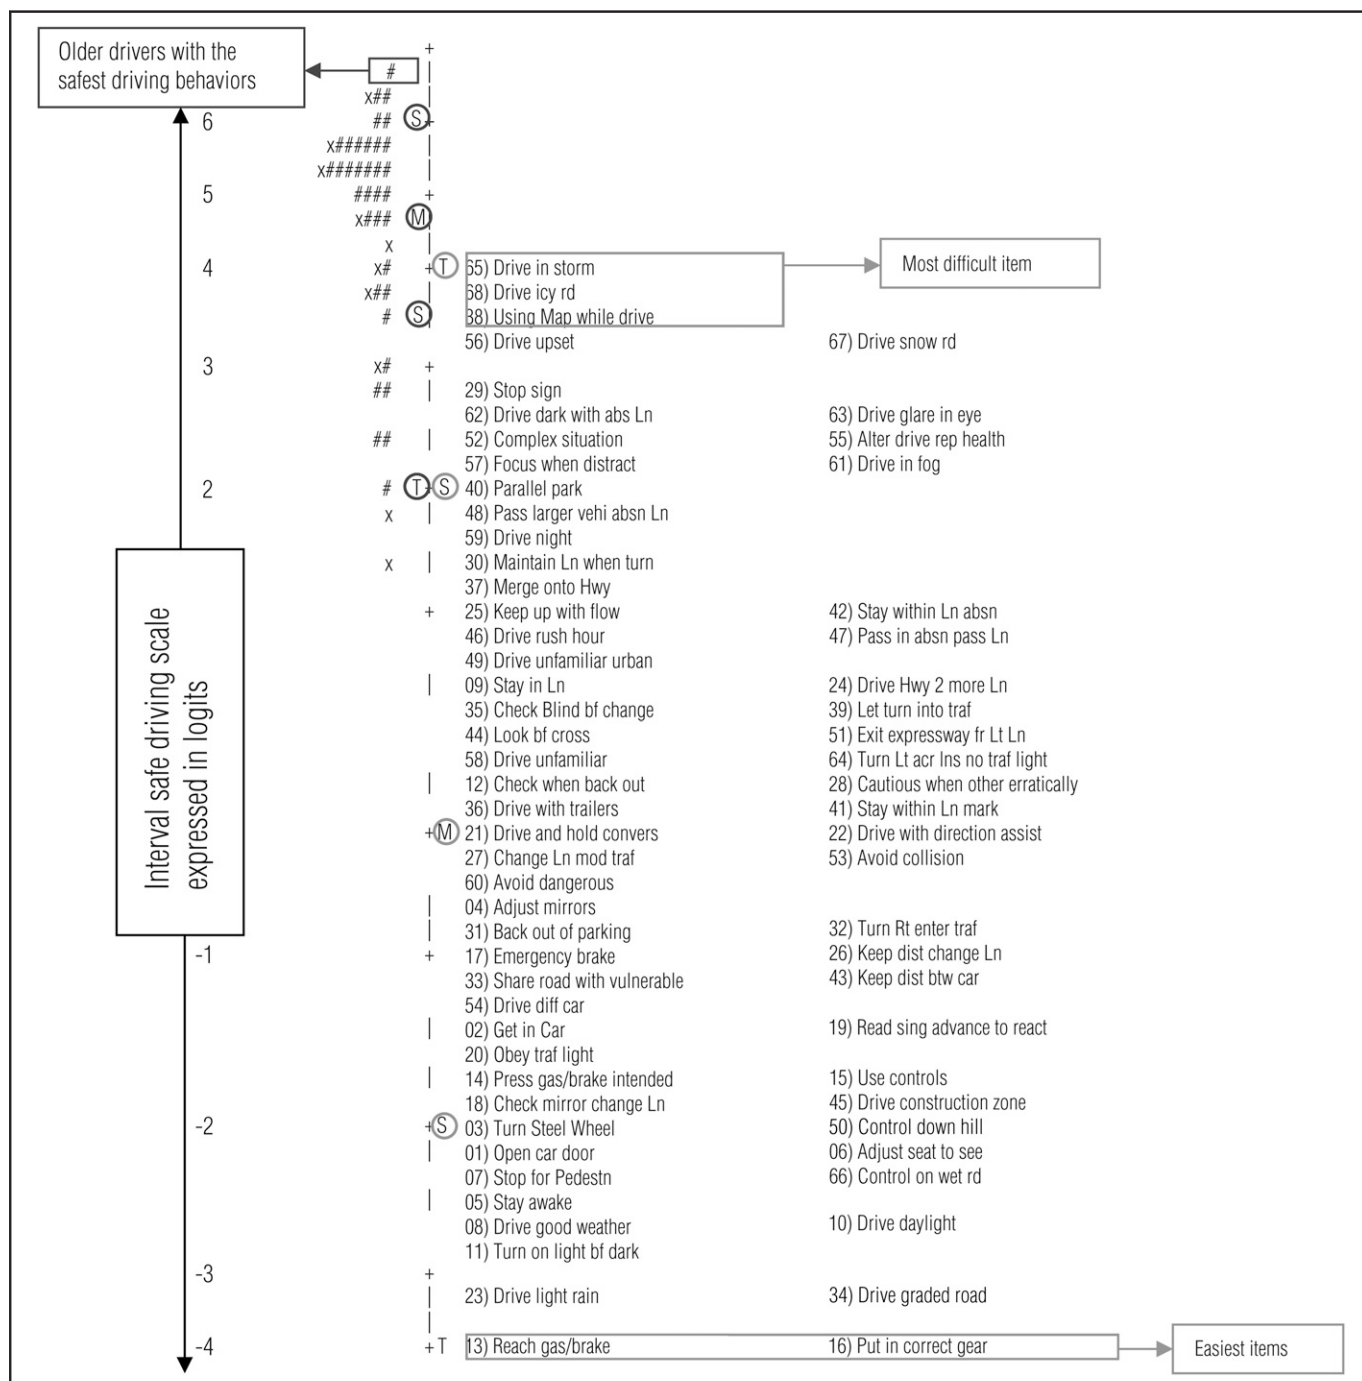 Older drivers with the
safest driving behaviors
+
# |
x## |
6 ## S +
x###### |
x####### |
5 #### +
x### M
x |
4 x# + T 65) Drive in storm Most difficult item
x## | 68) Drive icy rd
# S | 38) Using Map while drive
56) Drive upset 67) Drive snow rd
3 x# +
## | 29) Stop sign
62) Drive dark with abs Ln 63) Drive glare in eye
## | 52) Complex situation 55) Alter drive rep health
57) Focus when distract 61) Drive in fog
2 # T + S 40) Parallel park
x | 48) Pass larger vehi absn Ln
59) Drive night
x | 30) Maintain Ln when turn
37) Merge onto Hwy
+ 25) Keep up with flow 42) Stay within Ln absn
46) Drive rush hour 47) Pass in absn pass Ln
49) Drive unfamiliar urban
| 09) Stay in Ln 24) Drive Hwy 2 more Ln
35) Check Blind bf change 39) Let turn into traf
44) Look bf cross 51) Exit expressway fr Lt Ln
58) Drive unfamiliar 64) Turn Lt acr lns no traf light
| 12) Check when back out 28) Cautious when other erratically
36) Drive with trailers 41) Stay within Ln mark
+ M 21) Drive and hold convers 22) Drive with direction assist
27) Change Ln mod traf 53) Avoid collision
60) Avoid dangerous
| 04) Adjust mirrors
| 31) Back out of parking 32) Turn Rt enter traf
-1 + 17) Emergency brake 26) Keep dist change Ln
33) Share road with vulnerable 43) Keep dist btw car
54) Drive diff car
| 02) Get in Car 19) Read sing advance to react
20) Obey traf light
| 14) Press gas/brake intended 15) Use controls
18) Check mirror change Ln 45) Drive construction zone
-2 + S 03) Turn Steel Wheel 50) Control down hill
| 01) Open car door 06) Adjust seat to see
07) Stop for Pedestn 66) Control on wet rd
| 05) Stay awake
08) Drive good weather 10) Drive daylight
11) Turn on light bf dark
-3 +
| 23) Drive light rain 34) Drive graded road
|
-4 + T 13) Reach gas/brake 16) Put in correct gear Easiest items
Interval safe driving scale
expressed in logits